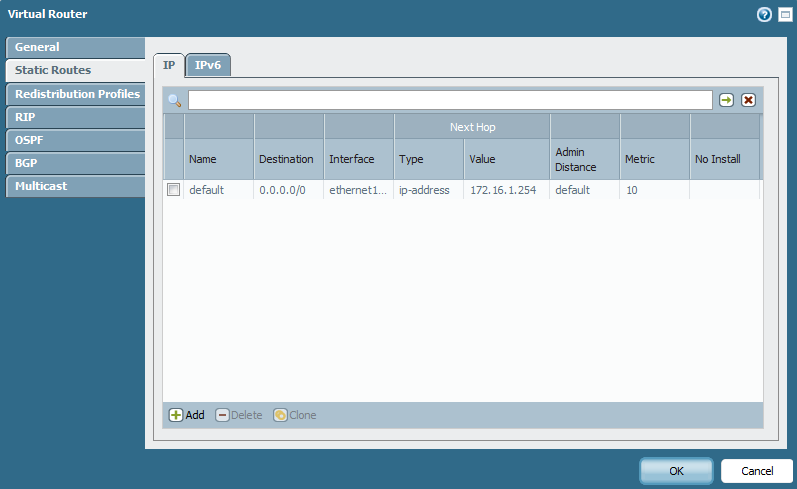 Virtual Router
General
Static Routes
Redistribution Profiles
RIP
OSPF
BGP
Multicast
IP IPv6
Next Hop
Name Destination Interface Type Value Admin Distance Metric No Install
default 0.0.0.0/0 ethernet1... ip-address 172.16.1.254 default 10
Add Delete Clone
OK Cancel